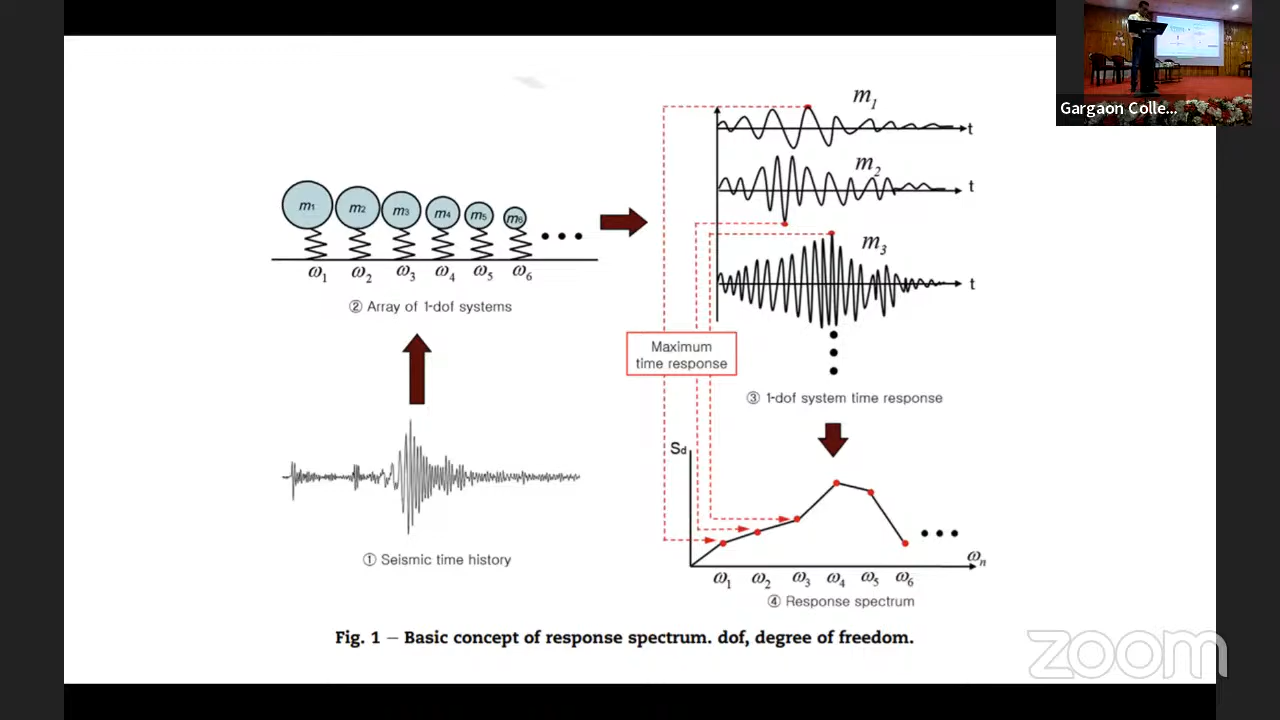 Gargaon Colle...
m1 m2 m3 m4 m5 m6
ω1 ω2 ω3 ω4 ω5 ω6
② Array of 1-dof systems
① Seismic time history
m1
t
m2
t
m3
t
Maximum
time response
③ 1-dof system time response
Sd
ωn
ω1 ω2 ω3 ω4 ω5 ω6
④ Response spectrum
Fig. 1 – Basic concept of response spectrum. dof, degree of freedom.
zoom